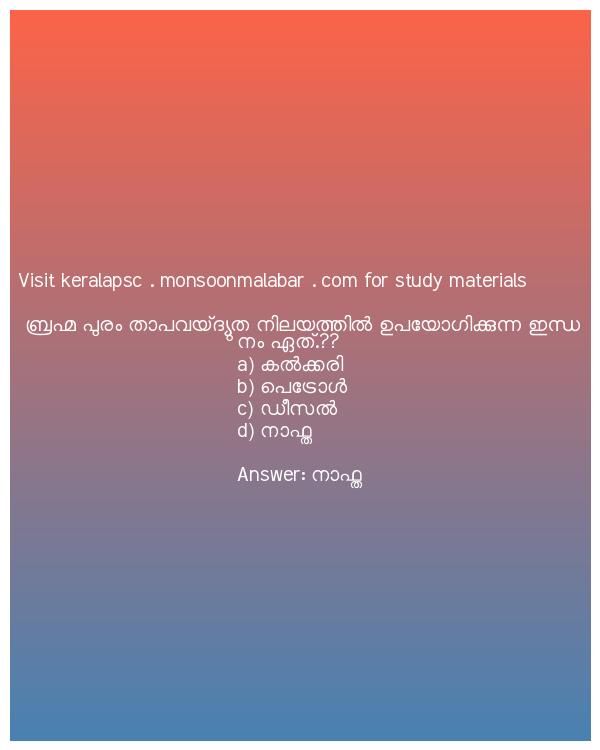 Visit keralapsc . monsoonmalabar . com for study materials
ബ്രഹ്മ പുരം താപവയ്ദ്യുത നിലയത്തിൽ ഉപയോഗിക്കുന്ന ഇന്ധ
നം ഏത്.??
a) കൽക്കരി
b) പെട്രോൾ
c) ഡീസൽ
d) നാഫ്ത
Answer: നാഫ്ത